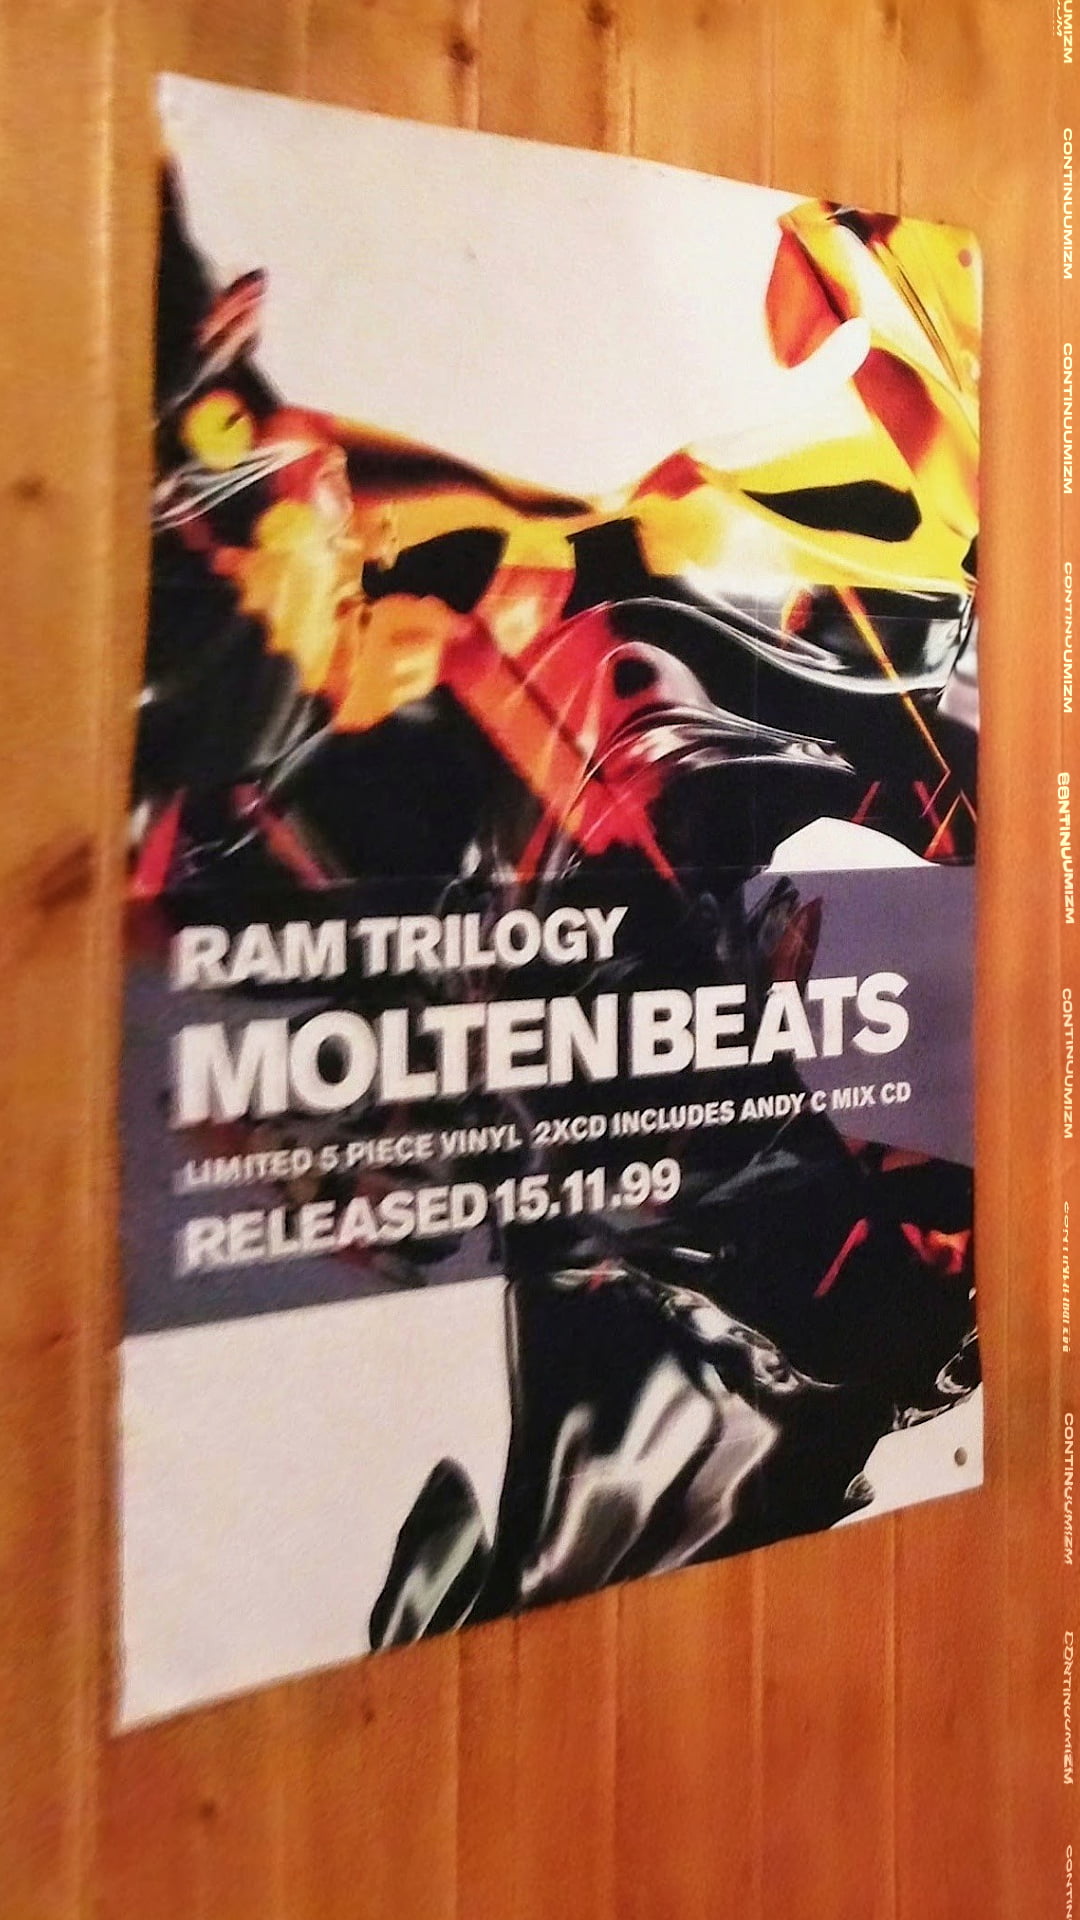 RAM TRILOGY
MOLTEN BEATS
LIMITED 5 PIECE VINYL 2XCD INCLUDES ANDY C MIX CD
RELEASED 15.11.99
CONTINUUMIZM
CONTINUUMIZM
CONTINUUMIZM
CONTINUUMIZM
CONTINUUMIZM
CONTINUUMIZM
CONTINUUMIZM